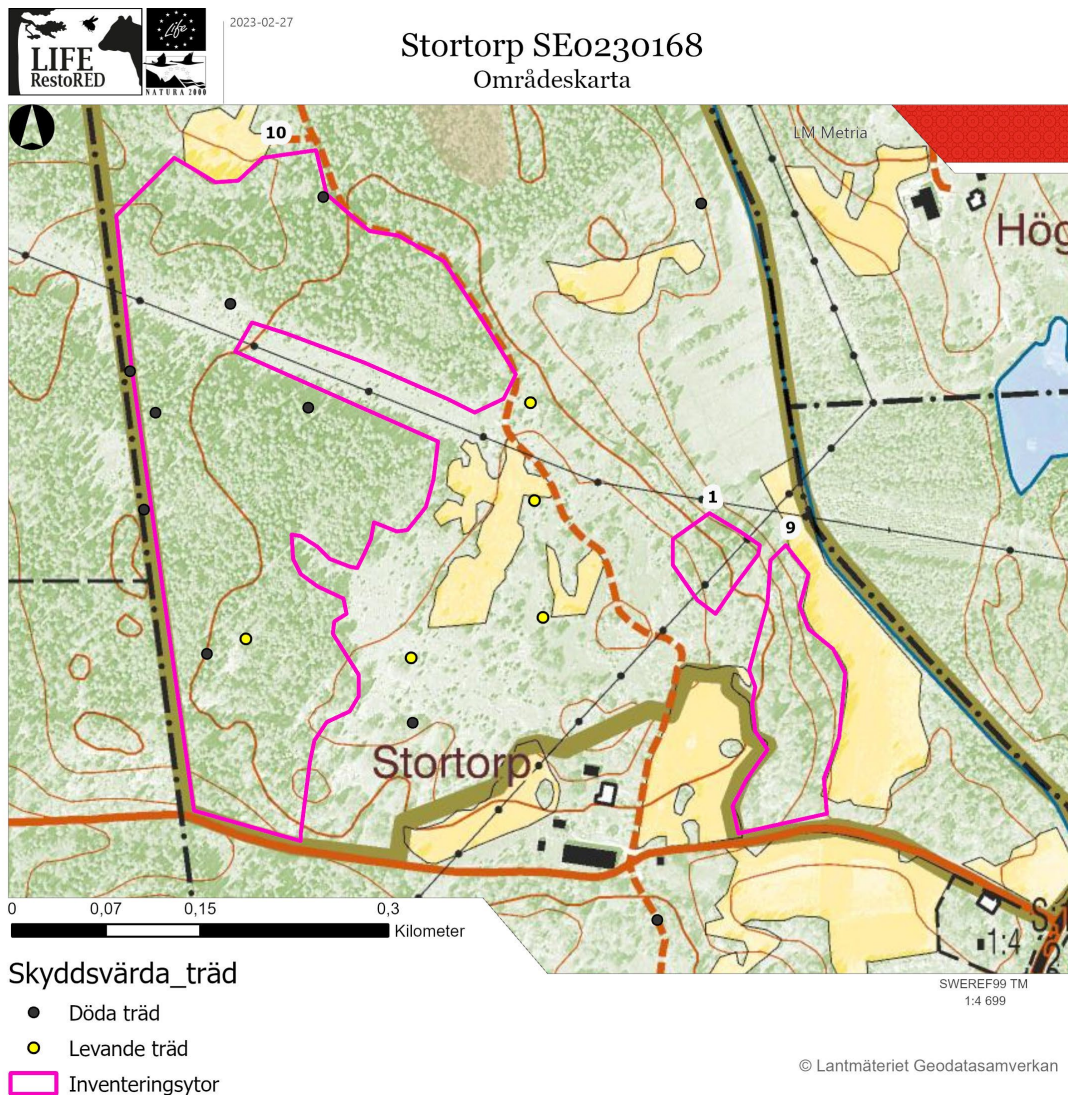 LIFE
RestoRED
Life
NATURA 2000
2023-02-27
Stortorp SE0230168
Områdeskarta
LM Metria
10
Hög
1
9
Stortorp
0
0,07
0,15
0,3
Kilometer
1:4
Skyddsvärda_träd
Döda träd
Levande träd
Inventeringsytor
SWEREF99 TM
1:4 699
© Lantmäteriet Geodatasamverkan